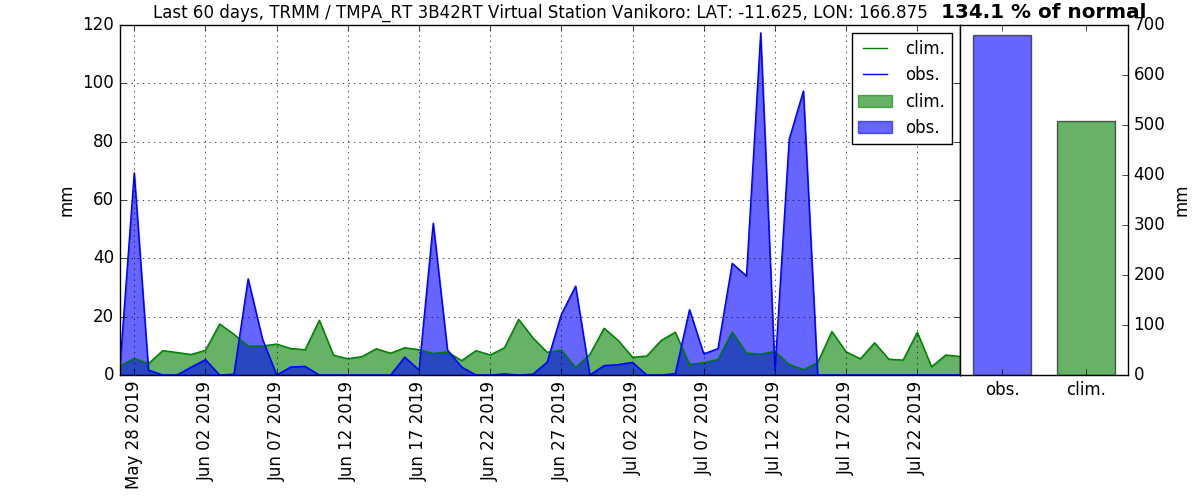 Last 60 days, TRMM / TMPA_RT 3B42RT Virtual Station Vanikoro: LAT: -11.625, LON: 166.875
134.1 % of normal
120
100
80
60
40
20
0
mm
clim.
obs.
clim.
obs.
May 28 2019
Jun 02 2019
Jun 07 2019
Jun 12 2019
Jun 17 2019
Jun 22 2019
Jun 27 2019
Jul 02 2019
Jul 07 2019
Jul 12 2019
Jul 17 2019
Jul 22 2019
700
600
500
400
300
200
100
0
mm
obs.
clim.